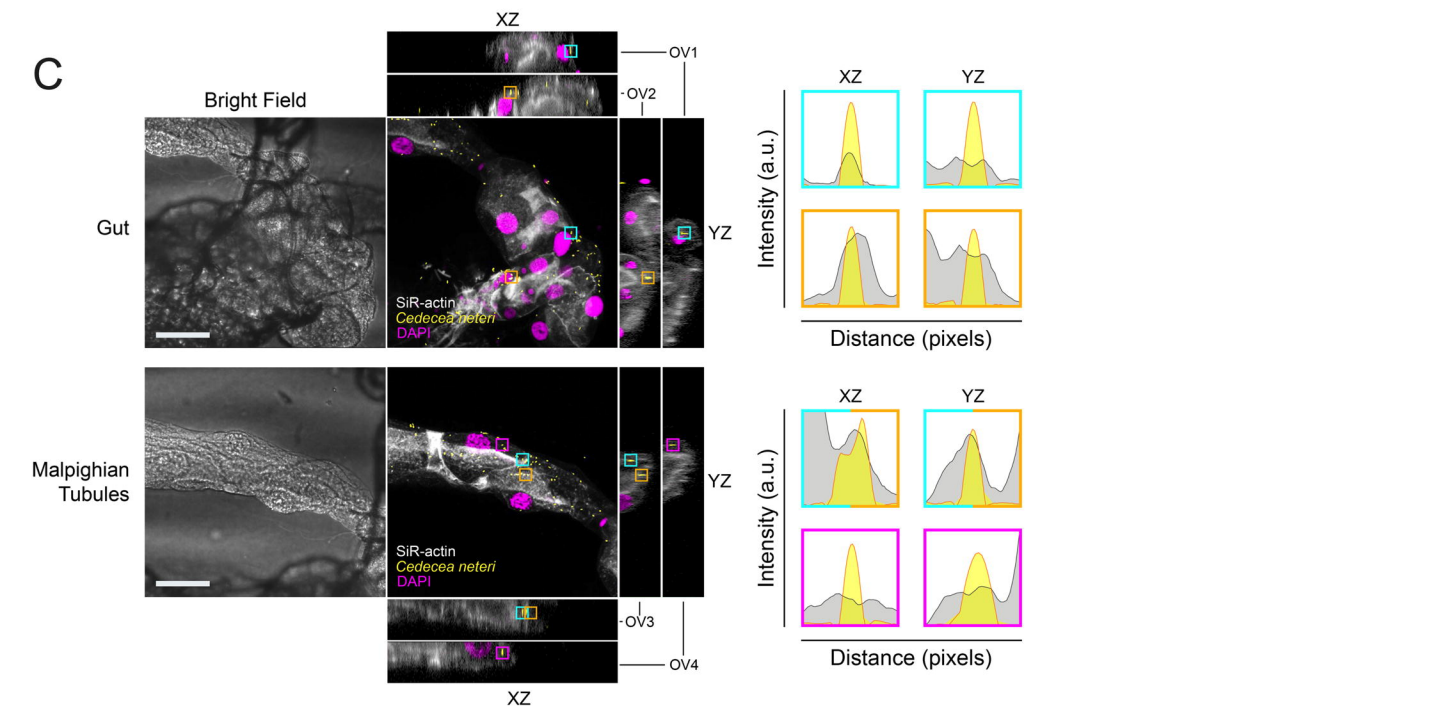 C
XZ
OV1
Bright Field
OV2
Gut
YZ
SiR-actin
Cedecea neteri
DAPI
XZ YZ
Intensity (a.u.)
Distance (pixels)
Malpighian
Tubules
YZ
SiR-actin
Cedecea neteri
DAPI
OV3
OV4
XZ
XZ YZ
Intensity (a.u.)
Distance (pixels)